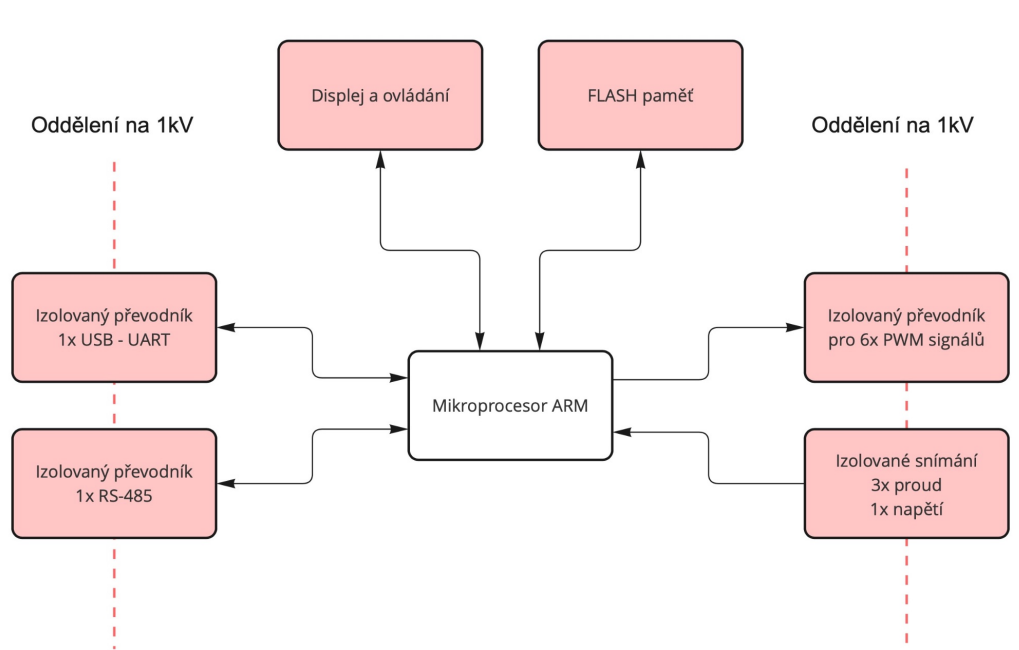 Displej a ovládání
FLASH paměť
Oddělení na 1kV
Oddělení na 1kV
Izolovaný převodník
1x USB - UART
Izolovaný převodník
pro 6x PWM signálů
Mikroprocesor ARM
Izolovaný převodník
1x RS-485
Izolované snímání
3x proud
1x napětí